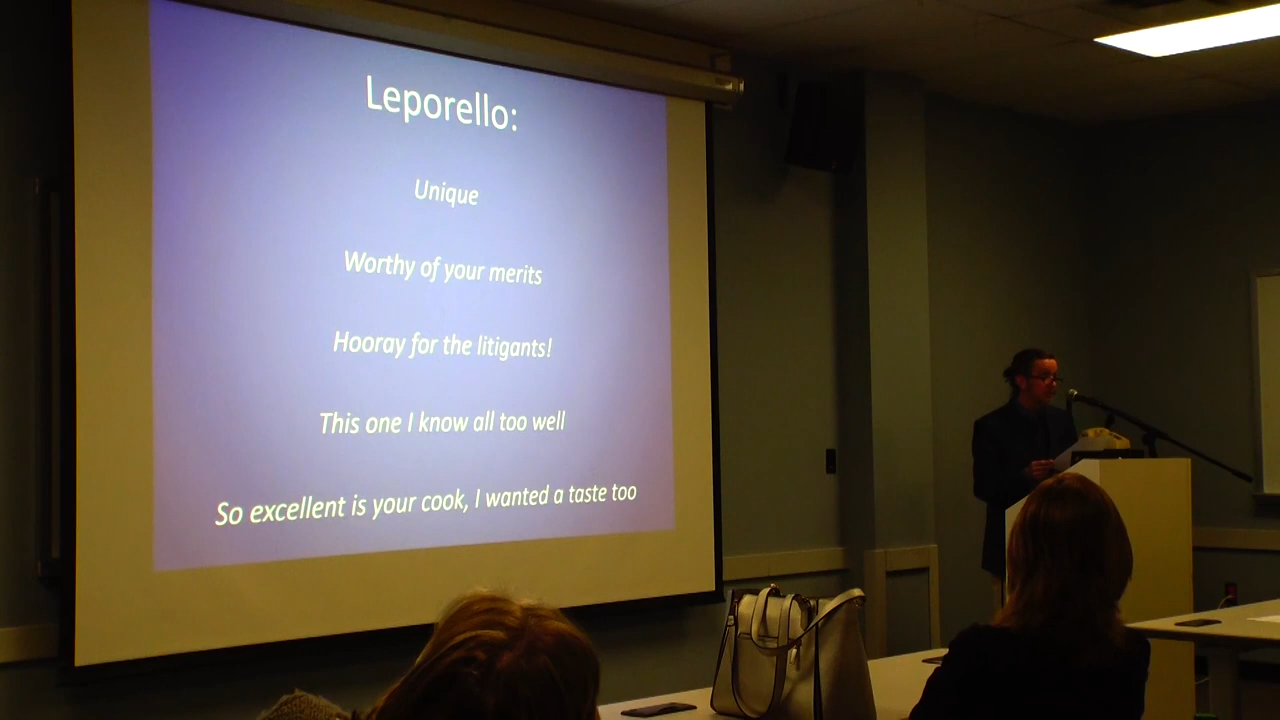 Leporello:
Unique
Worthy of your merits
Hooray for the litigants!
This one I know all too well
So excellent is your cook, I wanted a taste too